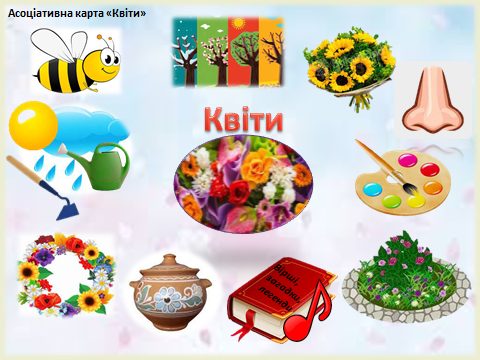 Асоціативна карта «Квіти»
Квіти
вірші,
загадки,
легенди